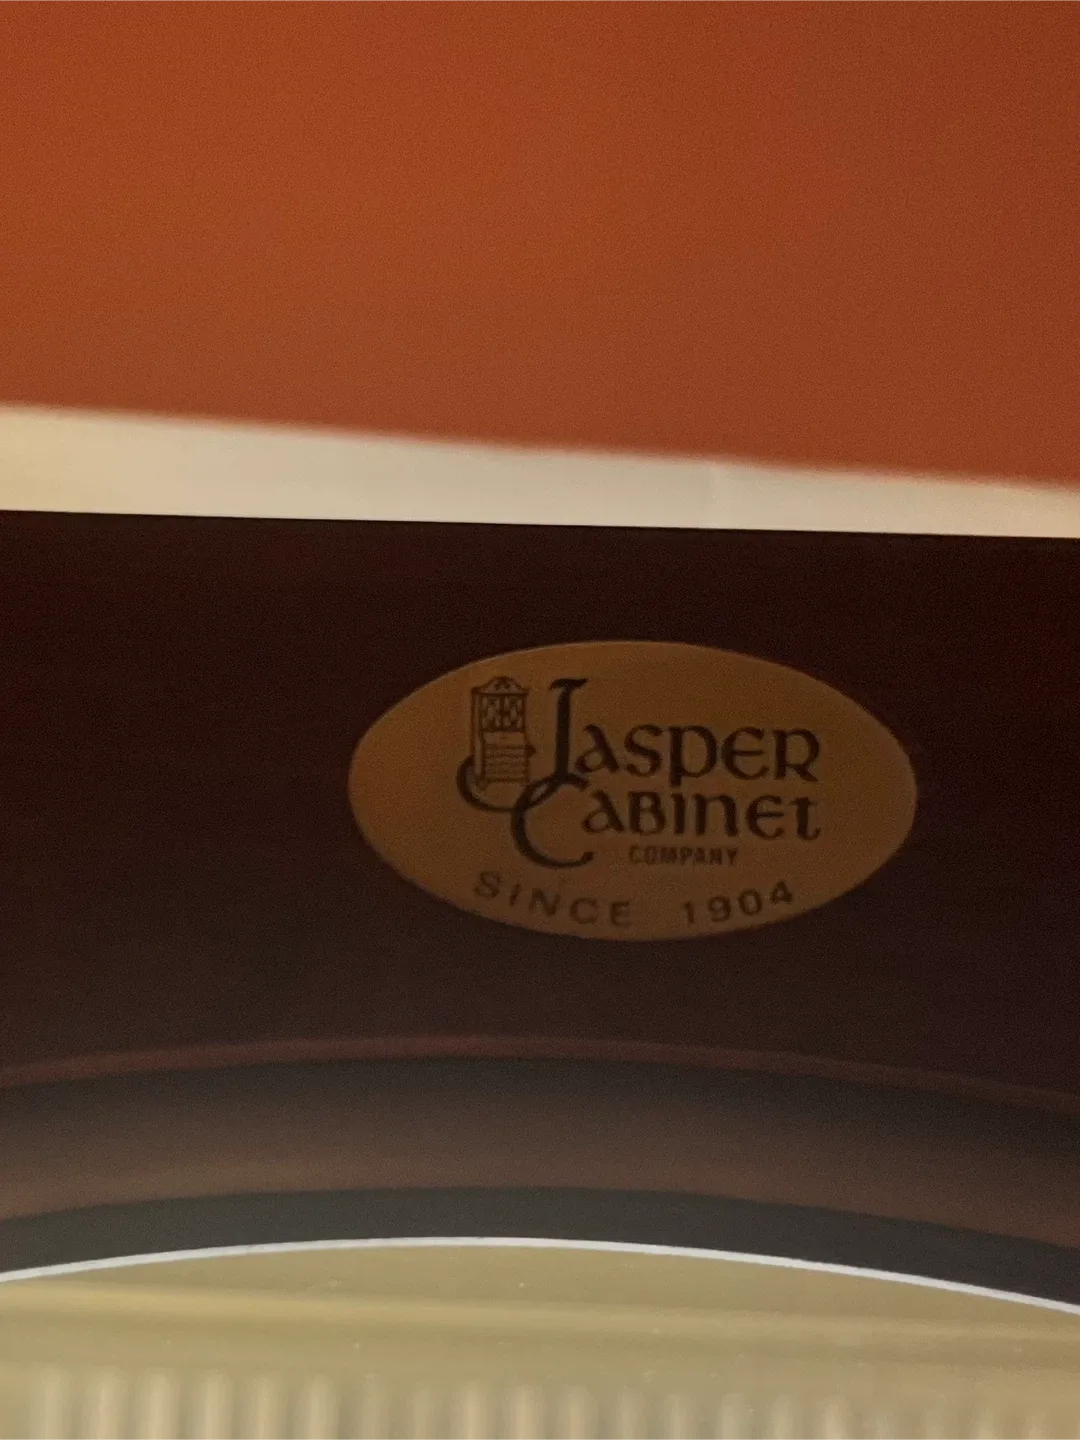 Jasper
Cabinet
COMPANY
SINCE 1904